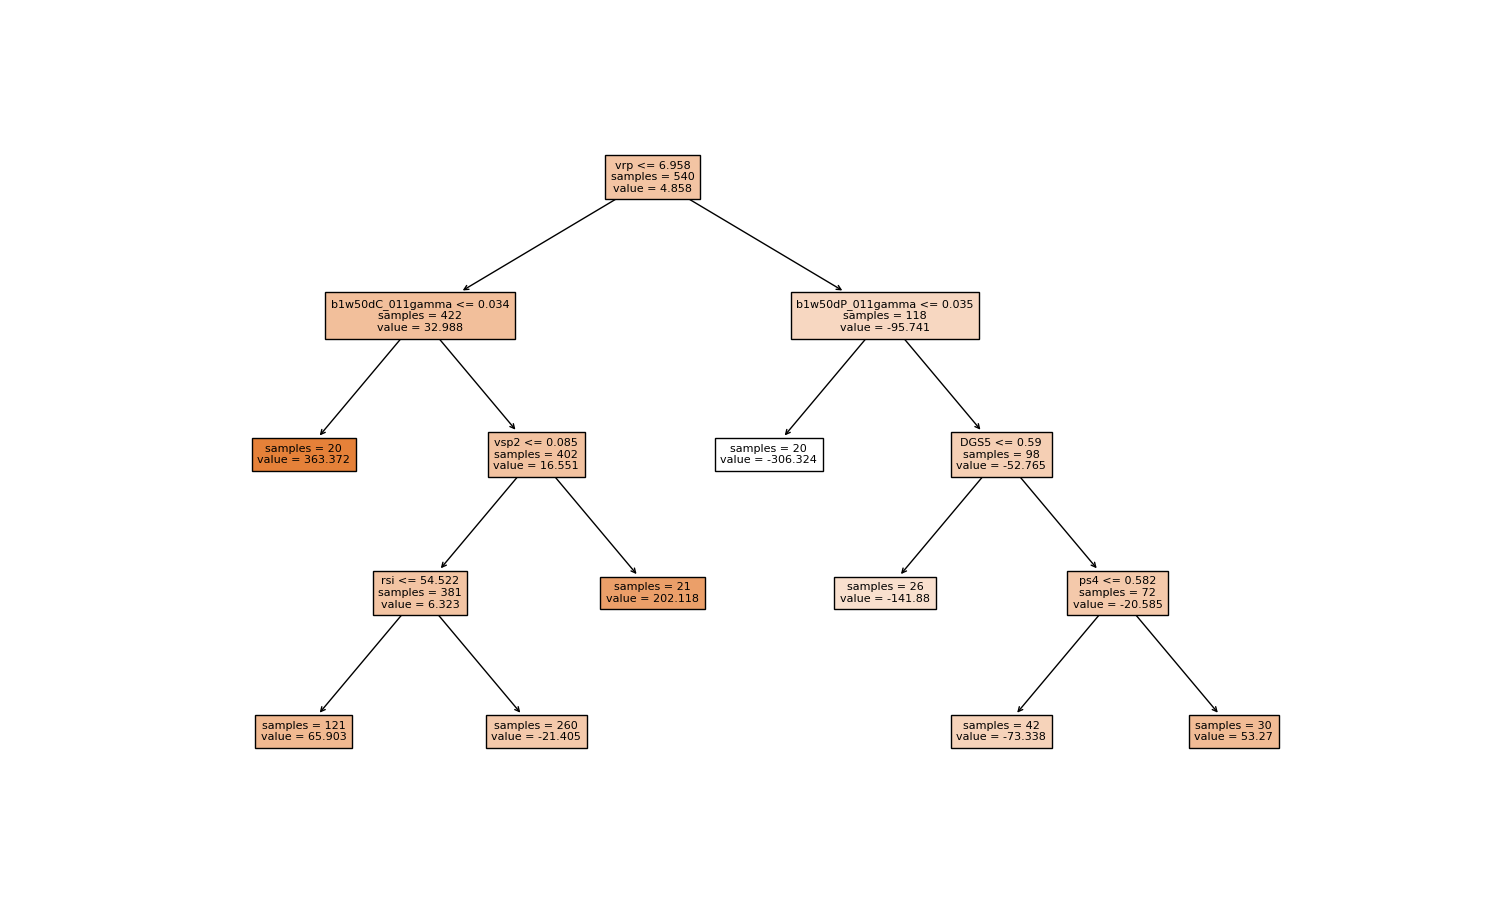 vrp <= 6.958
samples = 540
value = 4.858
b1w50dC_011gamma <= 0.034
samples = 422
value = 32.988
b1w50dP_011gamma <= 0.035
samples = 118
value = -95.741
samples = 20
value = 363.372
vsp2 <= 0.085
samples = 402
value = 16.551
samples = 20
value = -306.324
DGS5 <= 0.59
samples = 98
value = -52.765
rsi <= 54.522
samples = 381
value = 6.323
samples = 21
value = 202.118
samples = 26
value = -141.88
ps4 <= 0.582
samples = 72
value = -20.585
samples = 121
value = 65.903
samples = 260
value = -21.405
samples = 42
value = -73.338
samples = 30
value = 53.27